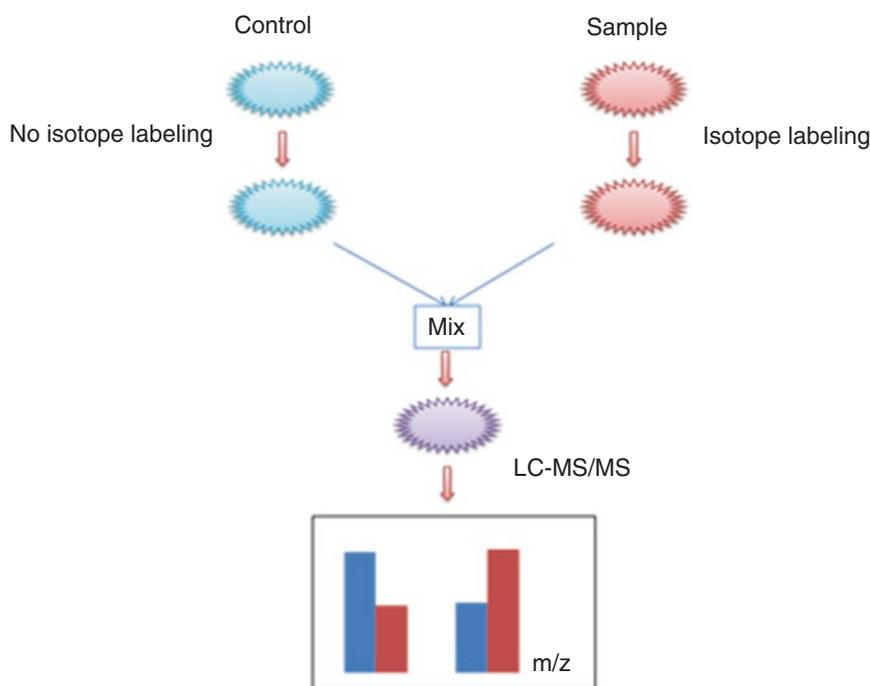 Control
Sample
No isotope labeling
Isotope labeling
Mix
LC-MS/MS
m/z